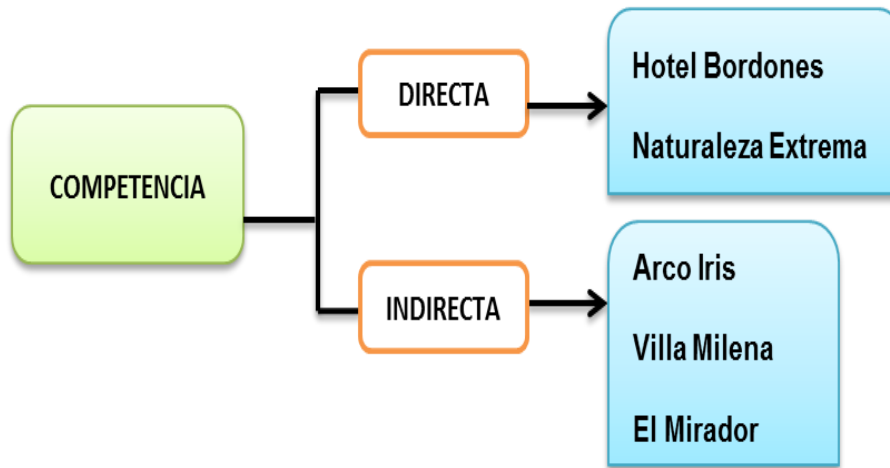 COMPETENCIA
DIRECTA
Hotel Bordones
Naturaleza Extrema
INDIRECTA
Arco Iris
Villa Milena
El Mirador